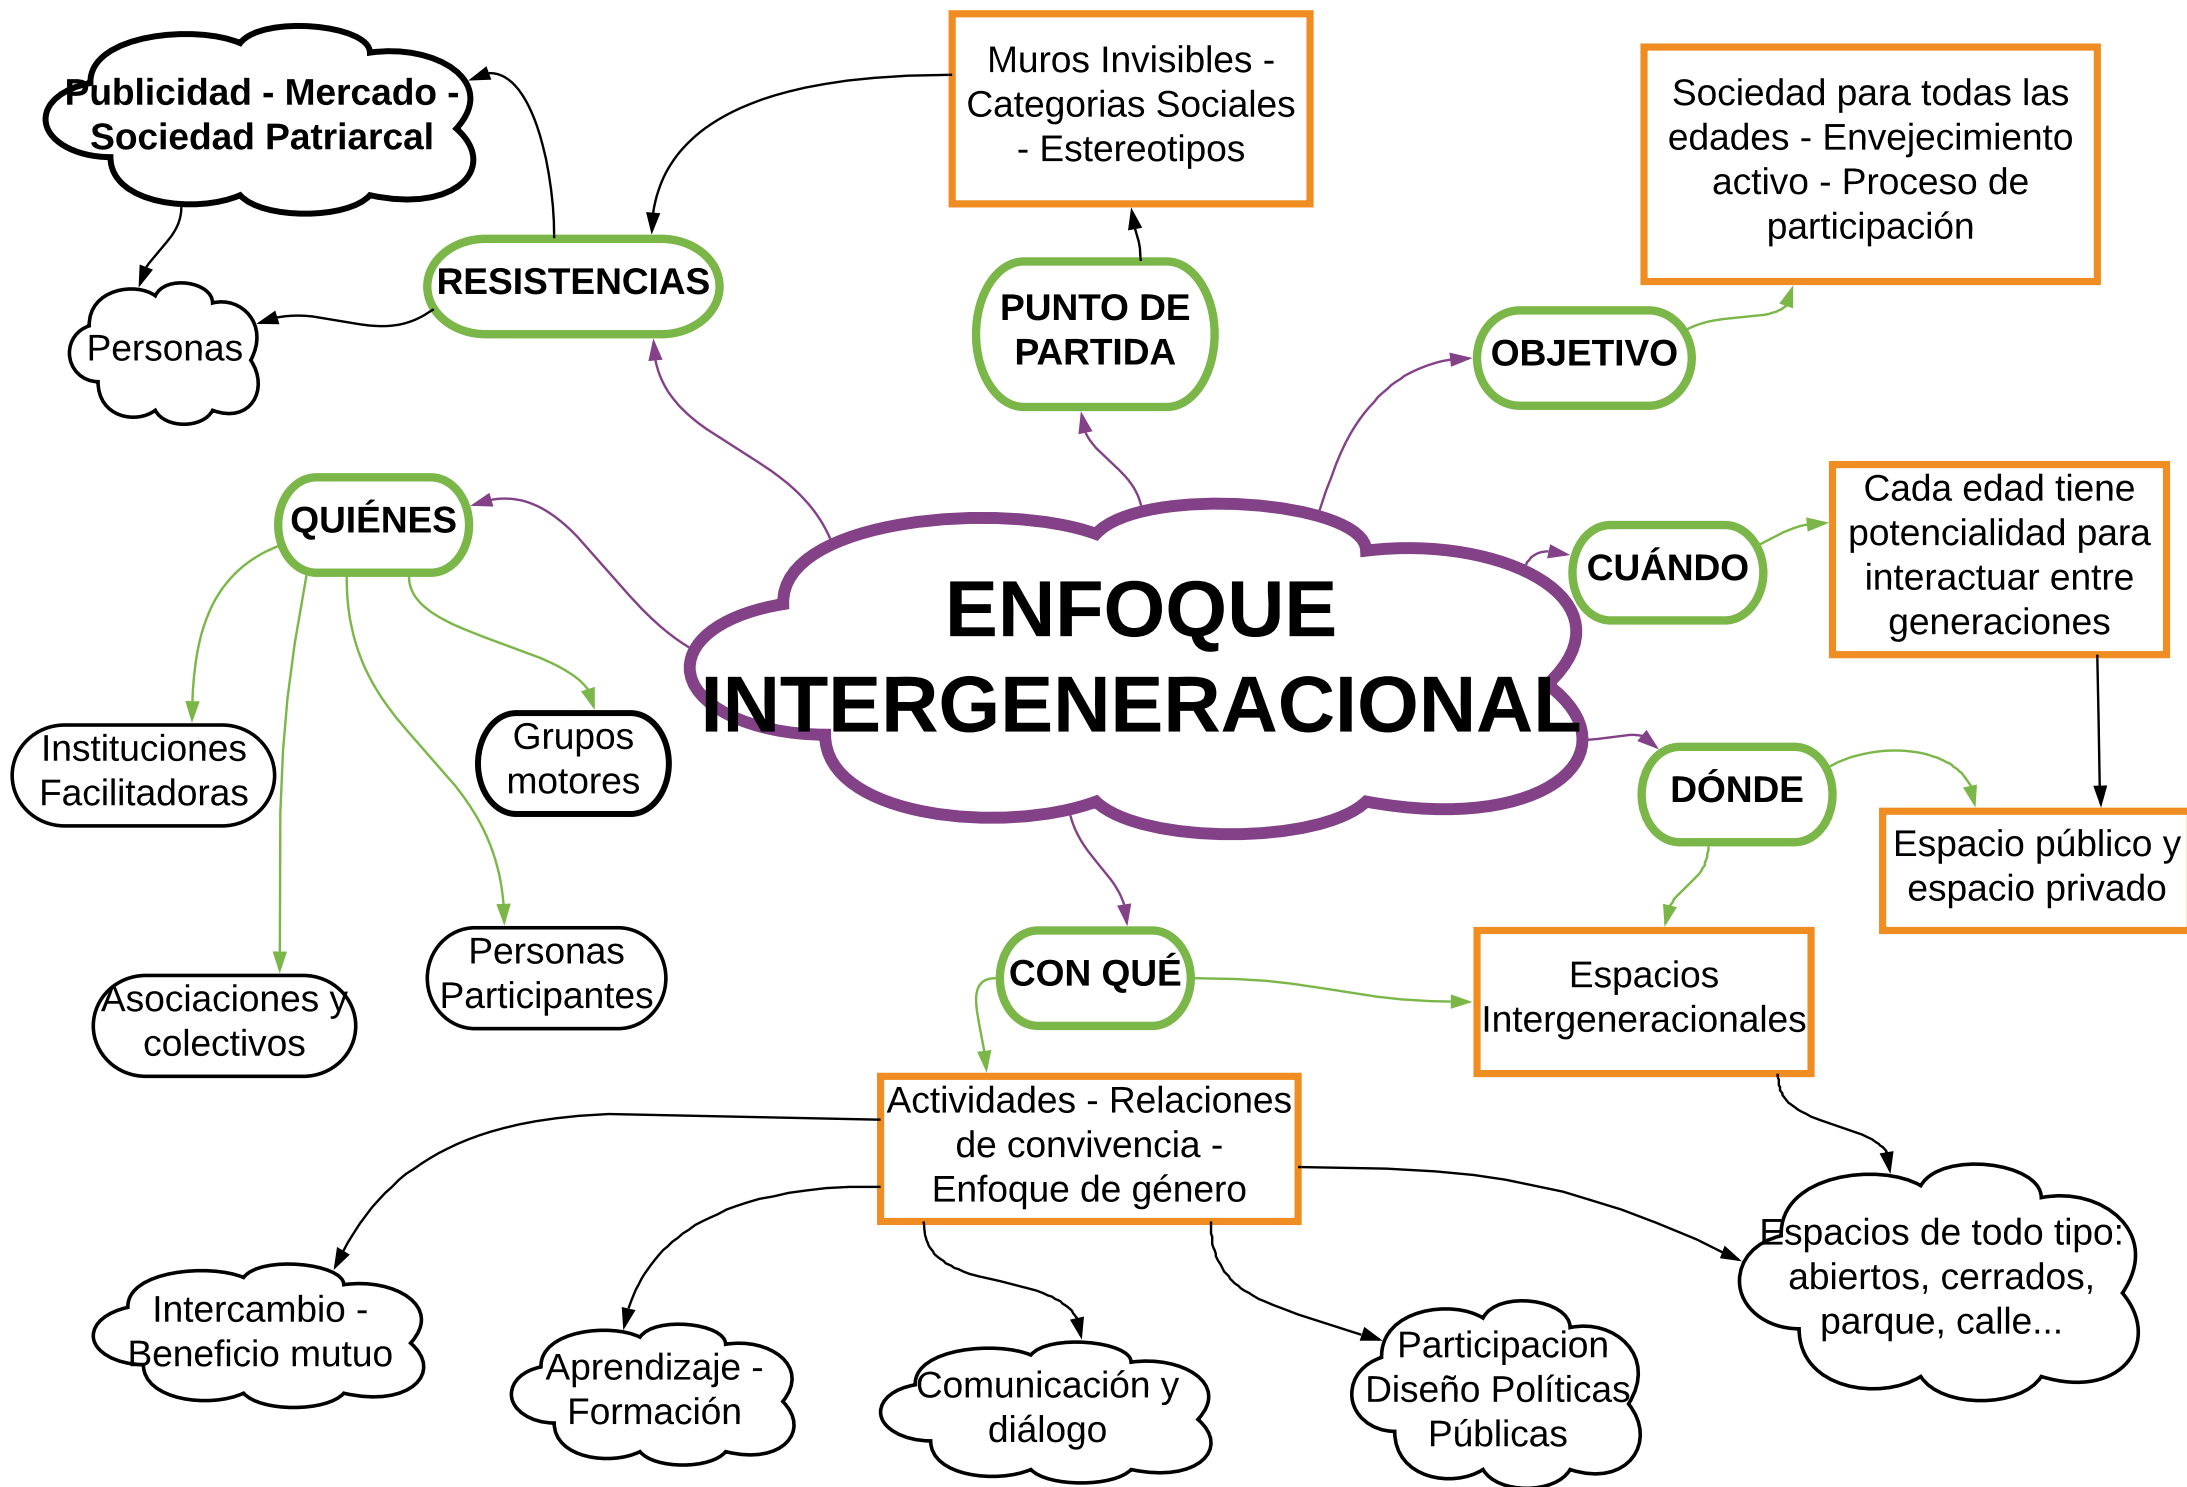 Publicidad - Mercado -
Sociedad Patriarcal
Muros Invisibles -
Categorias Sociales
- Estereotipos
Sociedad para todas las
edades - Envejecimiento
activo - Proceso de
participación
RESISTENCIAS
Personas
PUNTO DE
PARTIDA
OBJETIVO
QUIÉNES
CUÁNDO
Cada edad tiene
potencialidad para
interactuar entre
generaciones
ENFOQUE
INTERGENERACIONAL
Instituciones
Facilitadoras
Grupos
motores
DÓNDE
Espacio público y
espacio privado
Asociaciones y
colectivos
Personas
Participantes
CON QUÉ
Espacios
Intergeneracionales
Actividades - Relaciones
de convivencia -
Enfoque de género
Espacios de todo tipo:
abiertos, cerrados,
parque, calle...
Intercambio -
Beneficio mutuo
Aprendizaje -
Formación
Comunicación y
diálogo
Participacion
Diseño Políticas
Públicas